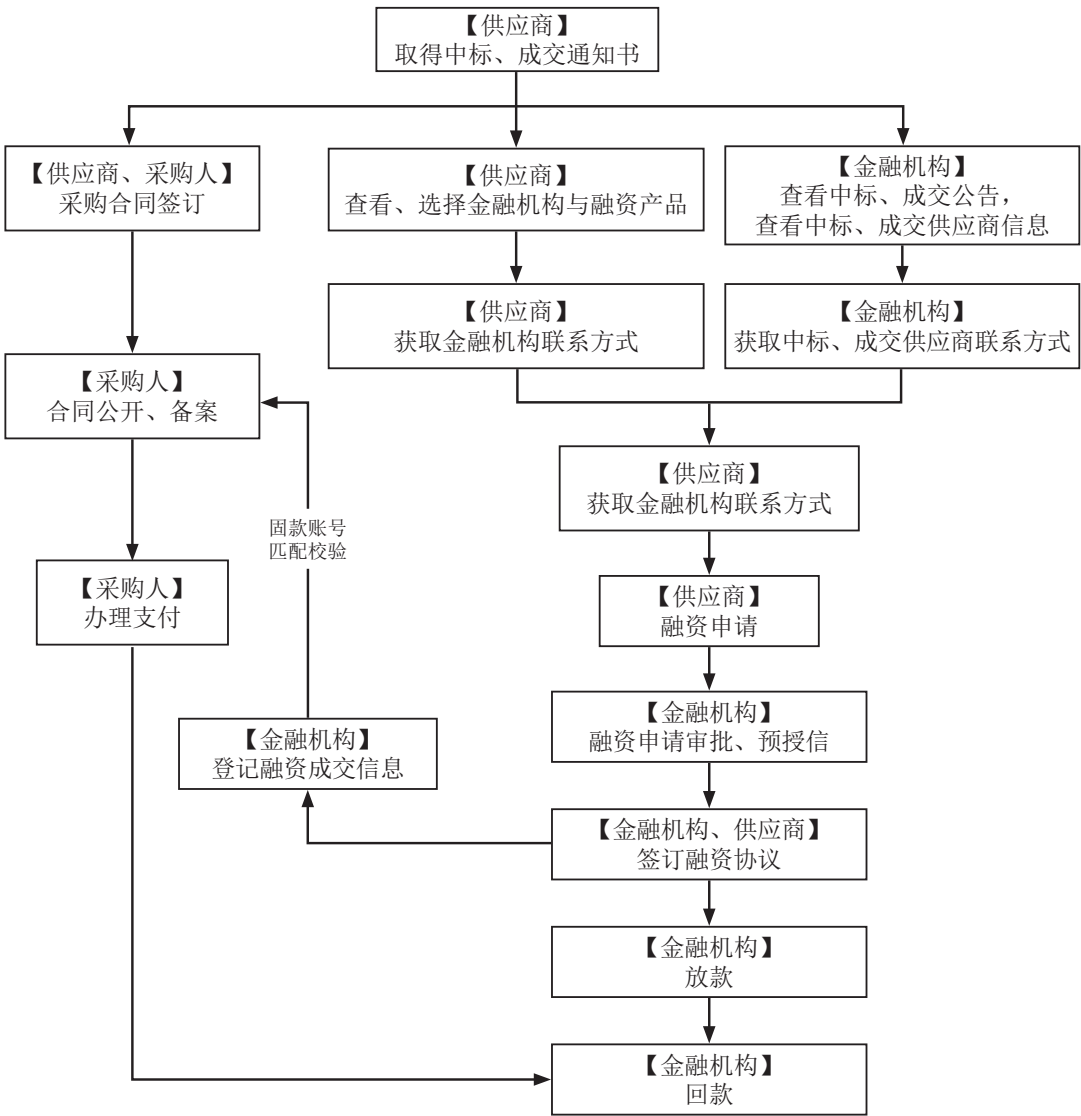 【供应商】
取得中标、成交通知书
【供应商、采购人】
采购合同签订
【供应商】
查看、选择金融机构与融资产品
【金融机构】
查看中标、成交公告，
查看中标、成交供应商信息
【供应商】
获取金融机构联系方式
【金融机构】
获取中标、成交供应商联系方式
【采购人】
合同公开、备案
【供应商】
获取金融机构联系方式
固款账号
匹配校验
【采购人】
办理支付
【供应商】
融资申请
【金融机构】
融资申请审批、预授信
【金融机构】
登记融资成交信息
【金融机构、供应商】
签订融资协议
【金融机构】
放款
【金融机构】
回款